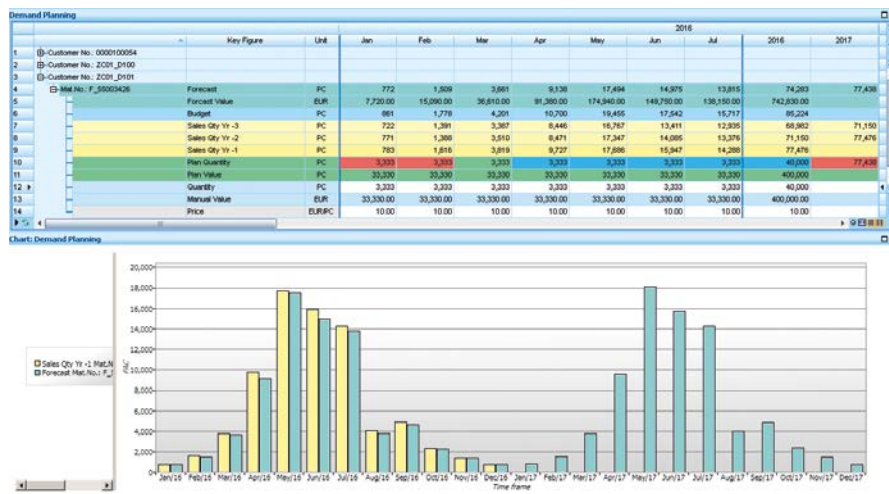 Demand Planning
2016
Key Figure Unit Jan Feb Mar Apr May Jun Jul 2016 2017
1 Customer No.: 0000100054
2 Customer No.: ZC01_D100
3 Customer No.: ZC01_D101
4 Mat.No.: F_S5003426 Forecast PC 772 1,509 3,661 9,138 17,494 14,975 13,815 74,283 77,438
5 Forcast Value EUR 7,720.00 15,090.00 36,610.00 91,380.00 174,940.00 149,750.00 138,150.00 742,830.00
6 Budget PC 861 1,778 4,201 10,700 19,455 17,542 15,717 85,224
7 Sales Qty Yr -3 PC 722 1,391 3,387 8,446 16,767 13,411 12,935 68,982 71,150
8 Sales Qty Yr -2 PC 771 1,388 3,510 8,471 17,347 14,085 13,376 71,150 77,476
9 Sales Qty Yr -1 PC 783 1,616 3,819 9,727 17,686 15,947 14,288 77,476
10 Plan Quantity PC 3,333 3,333 3,333 3,333 3,333 3,333 3,333 40,000 77,438
11 Plan Value PC 33,330 33,330 33,330 33,330 33,330 33,330 33,330 400,000
12 Quantity PC 3,333 3,333 3,333 3,333 3,333 3,333 3,333 40,000
13 Manual Value EUR 33,330.00 33,330.00 33,330.00 33,330.00 33,330.00 33,330.00 33,330.00 400,000.00
14 Price EUR/PC 10.00 10.00 10.00 10.00 10.00 10.00 10.00 10.00
Chart: Demand Planning
20,000
18,000
16,000
14,000
12,000
10,000
8,000
6,000
4,000
2,000
0
Sales Qty Yr -1 Mat.N
Forecast Mat.No.: F_
Jan/16 Feb/16 Mar/16 Apr/16 May/16 Jun/16 Jul/16 Aug/16 Sep/16 Oct/16 Nov/16 Dec/16 Jan/17 Feb/17 Mar/17 Apr/17 May/17 Jun/17 Jul/17 Aug/17 Sep/17 Oct/17 Nov/17 Dec/17
Time frame